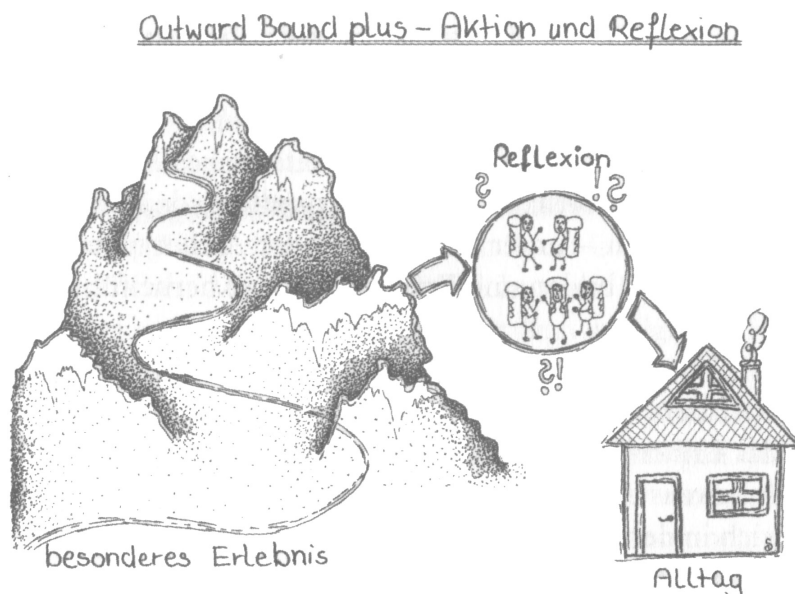 Outward Bound plus – Aktion und Reflexion
Reflexion
? !?
?!
besonderes Erlebnis
Alltag